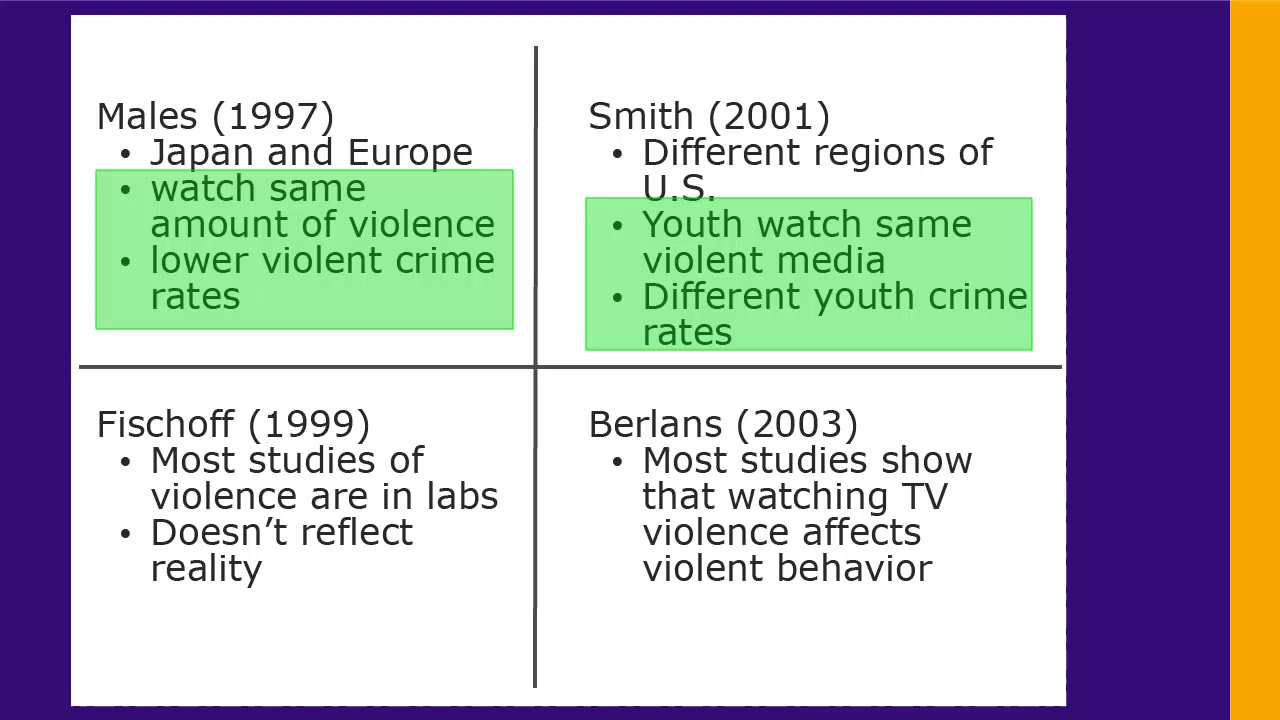 Males (1997)
• Japan and Europe
• watch same
amount of violence
• lower violent crime
rates
Smith (2001)
• Different regions of
U.S.
• Youth watch same
violent media
• Different youth crime
rates
Fischoff (1999)
• Most studies of
violence are in labs
• Doesn’t reflect
reality
Berlans (2003)
• Most studies show
that watching TV
violence affects
violent behavior